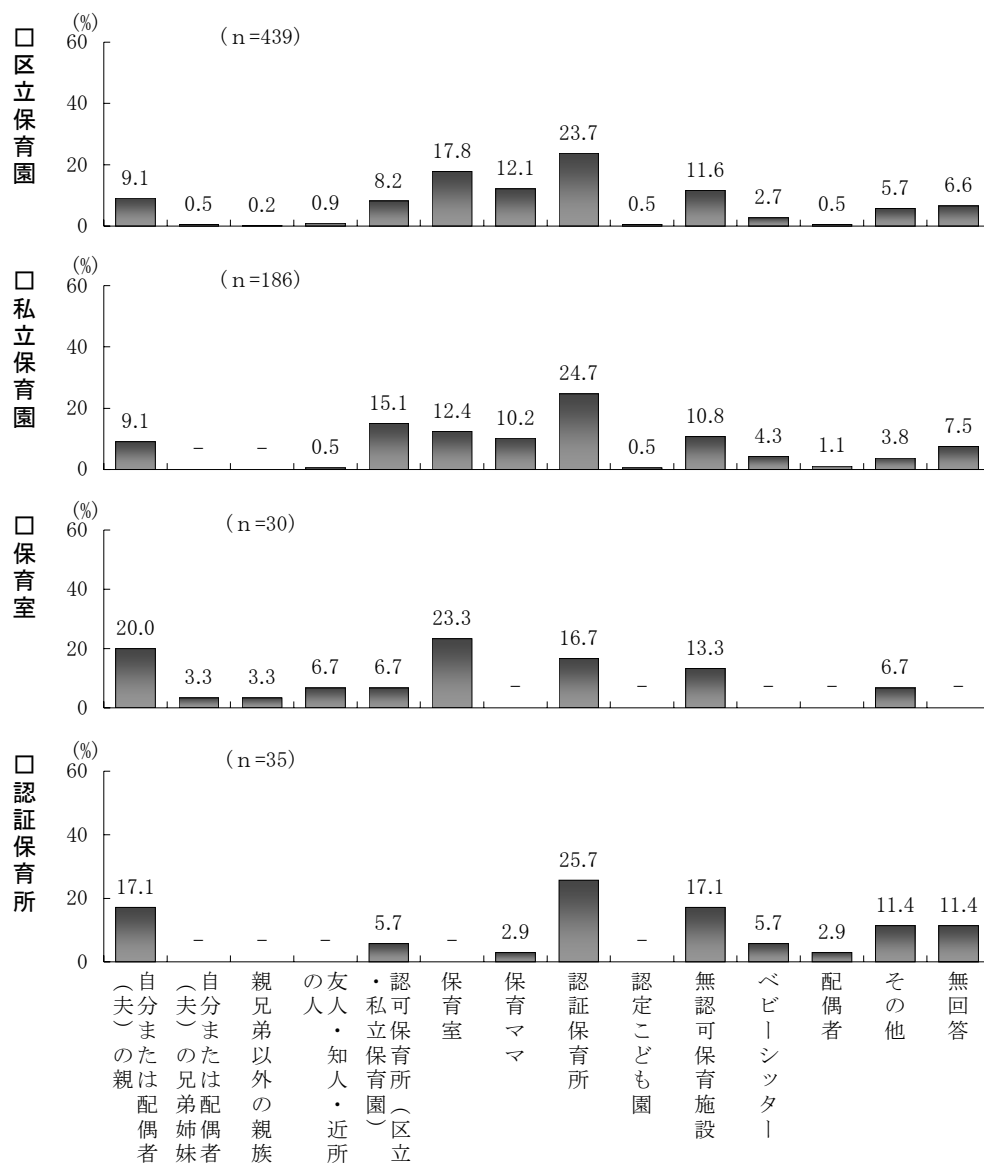 □区立保育園
(%)
(n=439)
60
40
20
0
9.1
0.5
0.2
0.9
8.2
17.8
12.1
23.7
0.5
11.6
2.7
0.5
5.7
6.6
□私立保育園
(%)
(n=186)
60
40
20
0
9.1
–
–
0.5
15.1
12.4
10.2
24.7
0.5
10.8
4.3
1.1
3.8
7.5
□保育室
(%)
(n=30)
60
40
20
0
20.0
3.3
3.3
6.7
6.7
23.3
–
16.7
–
13.3
–
–
6.7
–
□認証保育所
(%)
(n=35)
60
40
20
0
17.1
–
–
–
5.7
–
2.9
25.7
–
17.1
5.7
2.9
11.4
11.4
自分または配偶者
(夫)の親
自分または配偶者
(夫)の兄弟姉妹
親兄弟以外の親族
友人・知人・近所
の人
認可保育所(区立
・私立保育園)
保育室
保育ママ
認証保育所
認定こども園
無認可保育施設
ベビーシッター
配偶者
その他
無回答